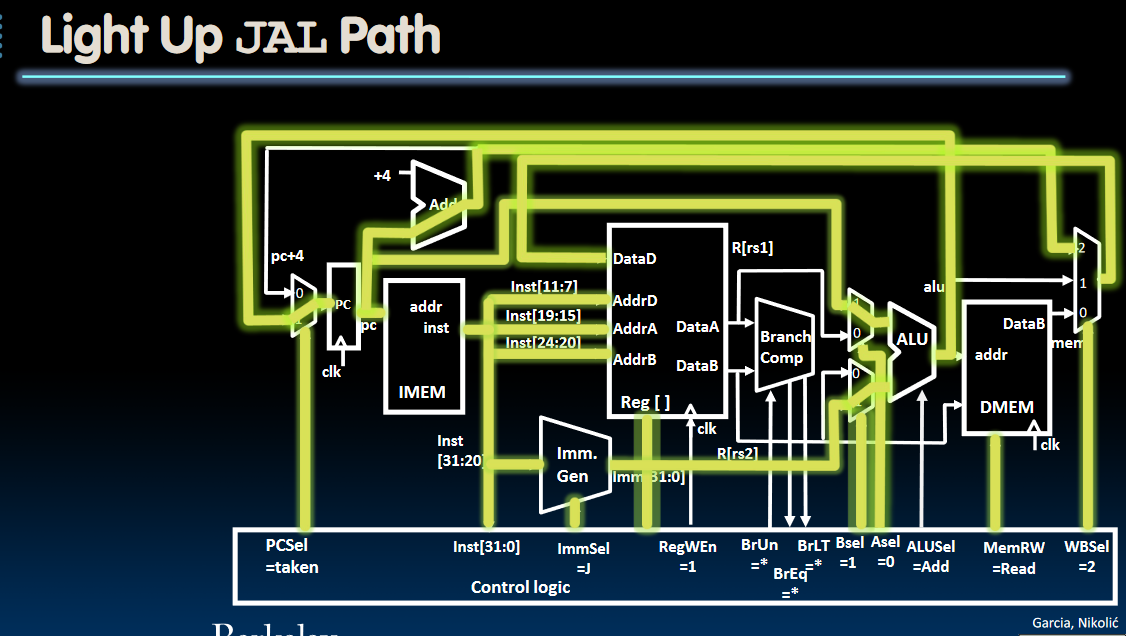 Light Up JAL Path
+4
Add
pc+4
0
1
PC
pc
clk
addr
inst
IMEM
Inst[11:7]
Inst[19:15]
Inst[24:20]
Inst
[31:20]
DataD
AddrD
AddrA
AddrB
DataA
DataB
Reg [ ]
clk
Imm.
Gen
Imm[31:0]
R[rs1]
R[rs2]
Branch
Comp
1
0
0
1
ALU
alu
addr
DataB
DMEM
clk
mem
2
1
0
PCSel
=taken
Inst[31:0]
ImmSel
=J
RegWEn
=1
BrUn
=*
BrEq
=*
BrLT
=*
Bsel
=1
Asel
=0
ALUSel
=Add
MemRW
=Read
WBSel
=2
Control logic
Berkeley
Garcia, Nikolić